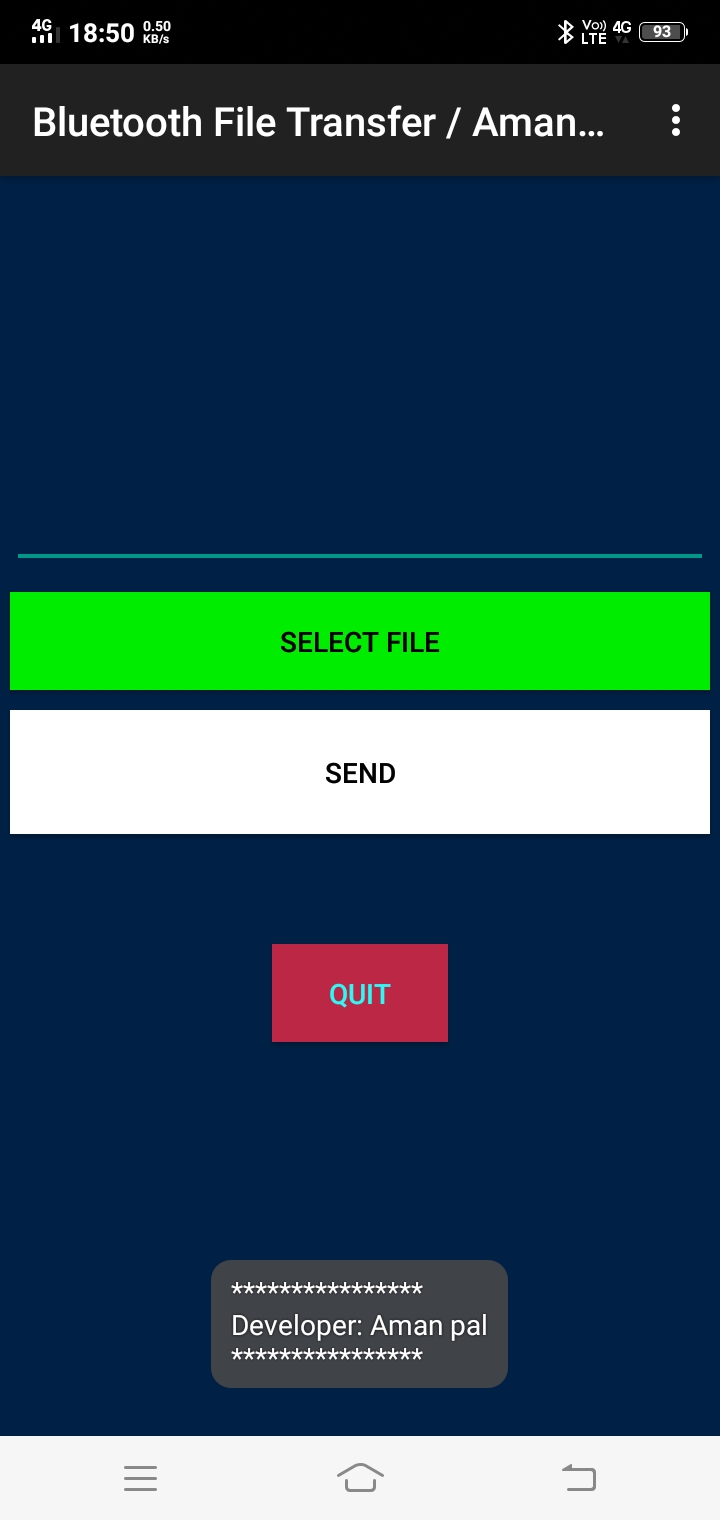 4G 18:50 0.50 KB/s Vo)) LTE 4G 93
Bluetooth File Transfer / Aman...
SELECT FILE
SEND
QUIT
****************
Developer: Aman pal
****************